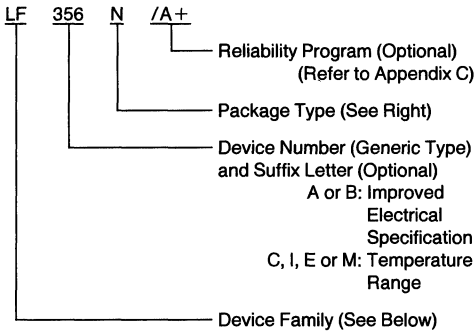 LF 356 N /A+
Reliability Program (Optional)
(Refer to Appendix C)
Package Type (See Right)
Device Number (Generic Type)
and Suffix Letter (Optional)
A or B: Improved
Electrical
Specification
C, I, E or M: Temperature
Range
Device Family (See Below)